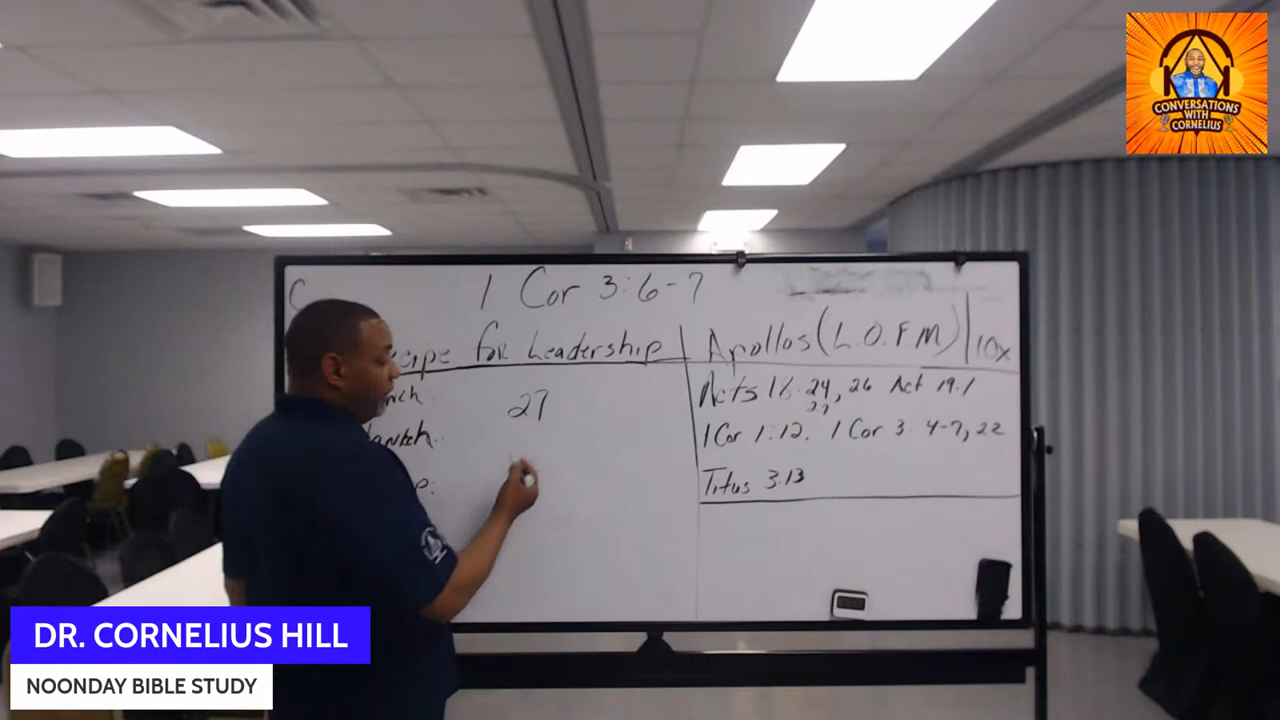 CONVERSATIONS
WITH
CORNELIUS
1 Cor 3:6-7
for Leadership
Apollos (L.O.F.M) 10x
27
Acts 18.24, 26 Act 19.1
27
1 Cor 1:12. 1 Cor 3. 4-7, 22
Titus 3.13
DR. CORNELIUS HILL
NOONDAY BIBLE STUDY